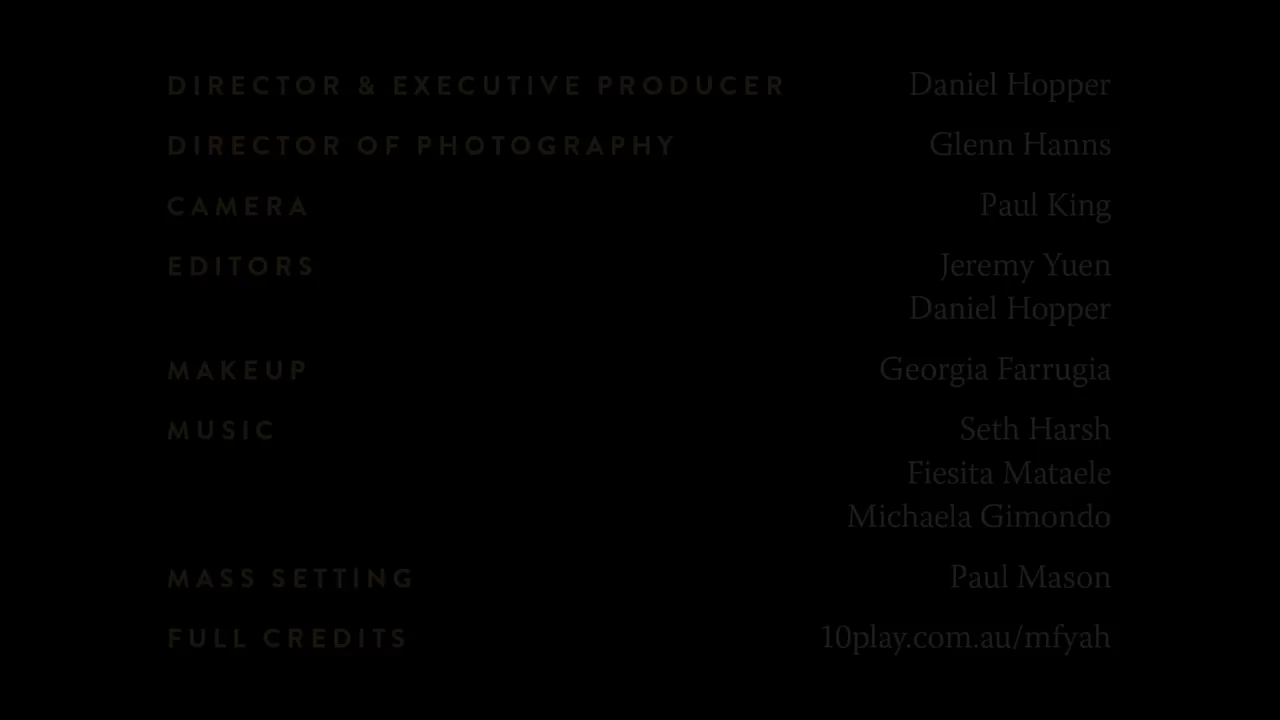 DIRECTOR & EXECUTIVE PRODUCER Daniel Hopper
DIRECTOR OF PHOTOGRAPHY Glenn Hanns
CAMERA Paul King
EDITORS Jeremy Yuen
Daniel Hopper
MAKEUP Georgia Farrugia
MUSIC Seth Harsh
Fiesita Mataele
Michaela Gimondo
MASS SETTING Paul Mason
FULL CREDITS 10play.com.au/mfyah